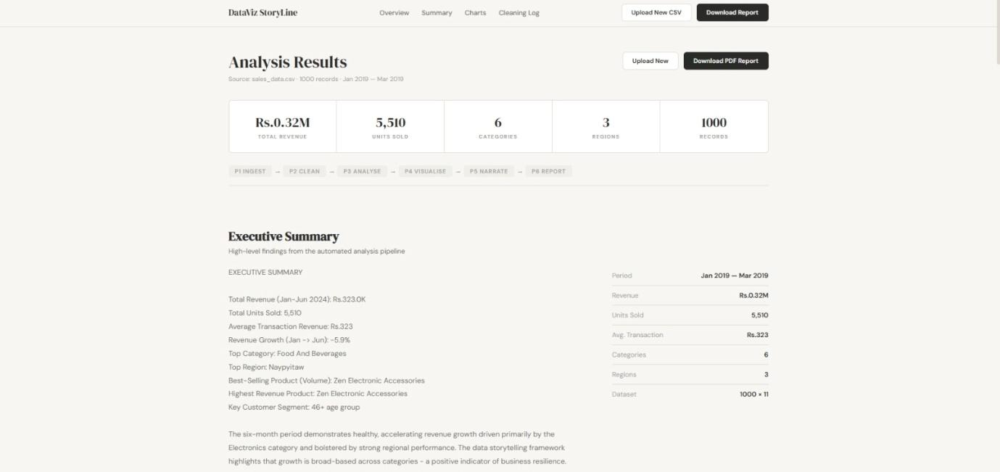 DataViz StoryLine
Overview Summary Charts Cleaning Log
Upload New CSV Download Report
Analysis Results
Upload New Download PDF Report
Source: sales_data.csv · 1000 records · Jan 2019 — Mar 2019
Rs.0.32M 5,510 6 3 1000
TOTAL REVENUE UNITS SOLD CATEGORIES REGIONS RECORDS
P1 INGEST → P2 CLEAN → P3 ANALYSE → P4 VISUALISE → P5 NARRATE → P6 REPORT
Executive Summary
High-level findings from the automated analysis pipeline
EXECUTIVE SUMMARY
Total Revenue (Jan-Jun 2024): Rs.323.0K
Total Units Sold: 5,510
Average Transaction Revenue: Rs.323
Revenue Growth (Jan -> Jun): -5.9%
Top Category: Food And Beverages
Top Region: Naypyitaw
Best-Selling Product (Volume): Zen Electronic Accessories
Highest Revenue Product: Zen Electronic Accessories
Key Customer Segment: 46+ age group
The six-month period demonstrates healthy, accelerating revenue growth driven primarily by the
Electronics category and bolstered by strong regional performance. The data storytelling framework
highlights that growth is broad-based across categories - a positive indicator of business resilience.
Period Jan 2019 — Mar 2019
Revenue Rs.0.32M
Units Sold 5,510
Avg. Transaction Rs.323
Categories 6
Regions 3
Dataset 1000 × 11